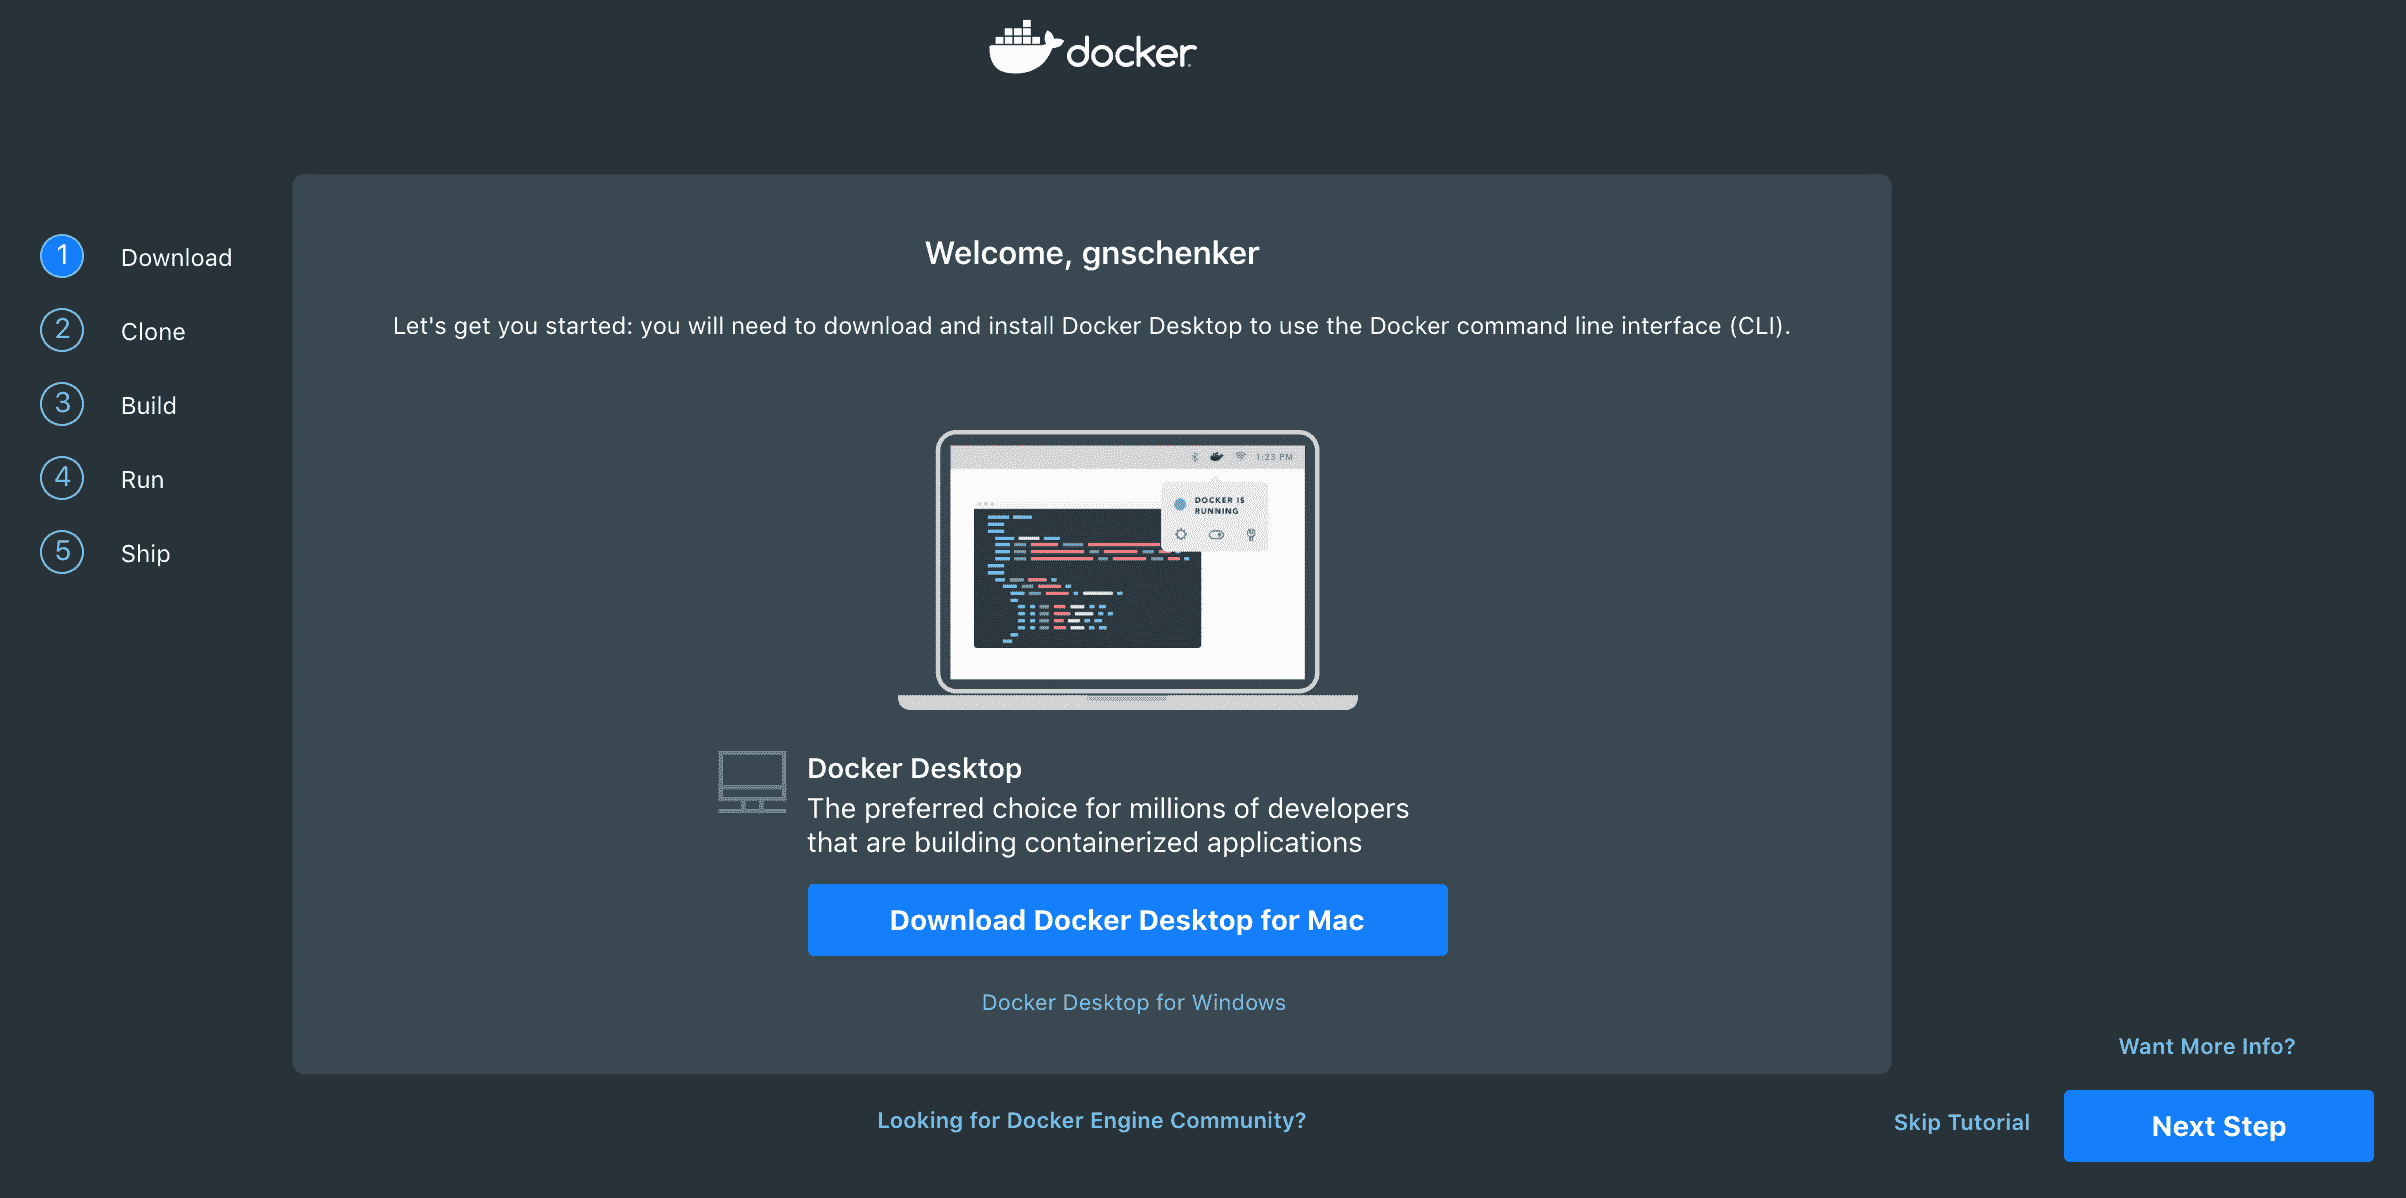 docker
1 Download
2 Clone
3 Build
4 Run
5 Ship
Welcome, gnschenker
Let's get you started: you will need to download and install Docker Desktop to use the Docker command line interface (CLI).
1:23 PM
DOCKER IS
RUNNING
Docker Desktop
The preferred choice for millions of developers
that are building containerized applications
Download Docker Desktop for Mac
Docker Desktop for Windows
Want More Info?
Looking for Docker Engine Community?
Skip Tutorial
Next Step